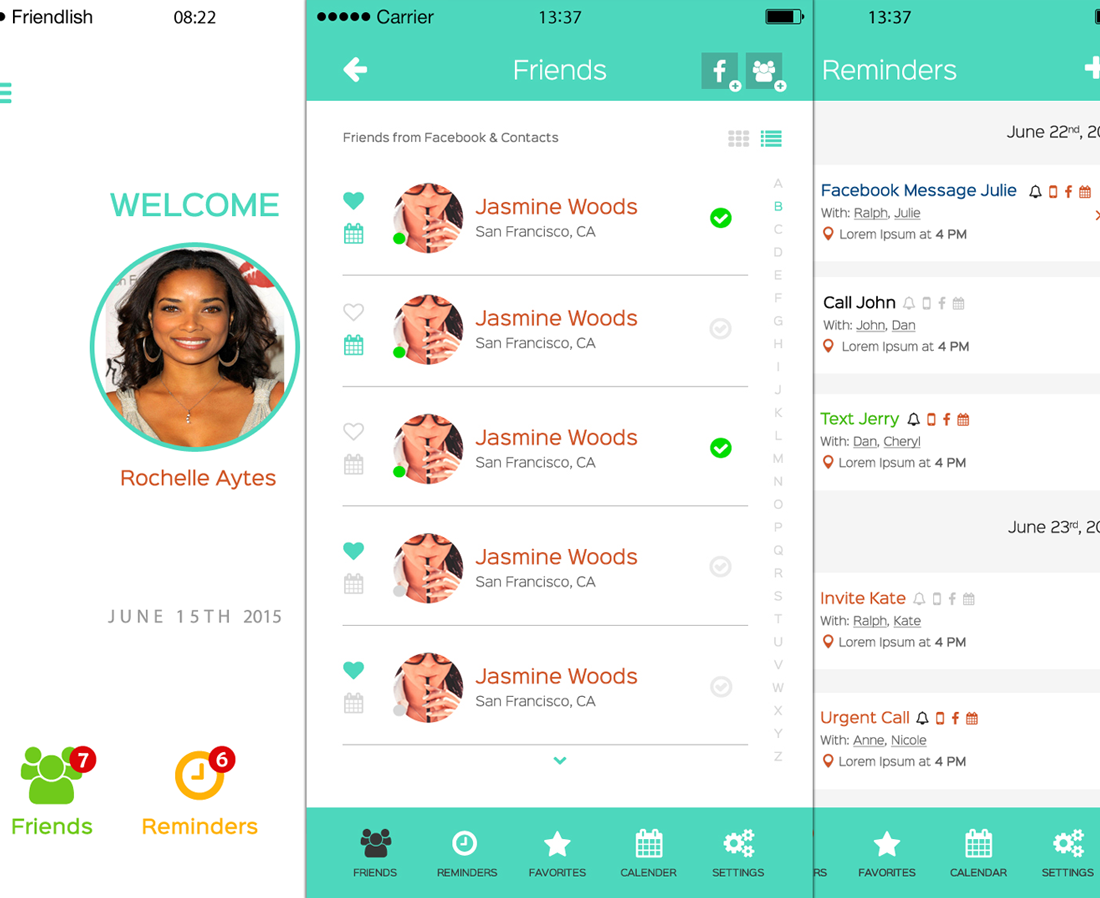 Friendlish 08:22
WELCOME
Rochelle Aytes
JUNE 15TH 2015
7
6
Friends
Reminders
Carrier 13:37
Friends
Friends from Facebook & Contacts
Jasmine Woods
San Francisco, CA
Jasmine Woods
San Francisco, CA
Jasmine Woods
San Francisco, CA
Jasmine Woods
San Francisco, CA
Jasmine Woods
San Francisco, CA
A
B
C
D
E
F
G
H
I
J
K
L
M
N
O
P
Q
R
S
T
U
V
W
X
Y
Z
FRIENDS REMINDERS FAVORITES CALENDER SETTINGS
13:37
Reminders
June 22nd, 20
Facebook Message Julie
With: Ralph, Julie
Lorem Ipsum at 4 PM
Call John
With: John, Dan
Lorem Ipsum at 4 PM
Text Jerry
With: Dan, Cheryl
Lorem Ipsum at 4 PM
June 23rd, 20
Invite Kate
With: Ralph, Kate
Lorem Ipsum at 4 PM
Urgent Call
With: Anne, Nicole
Lorem Ipsum at 4 PM
RS FAVORITES CALENDAR SETTINGS